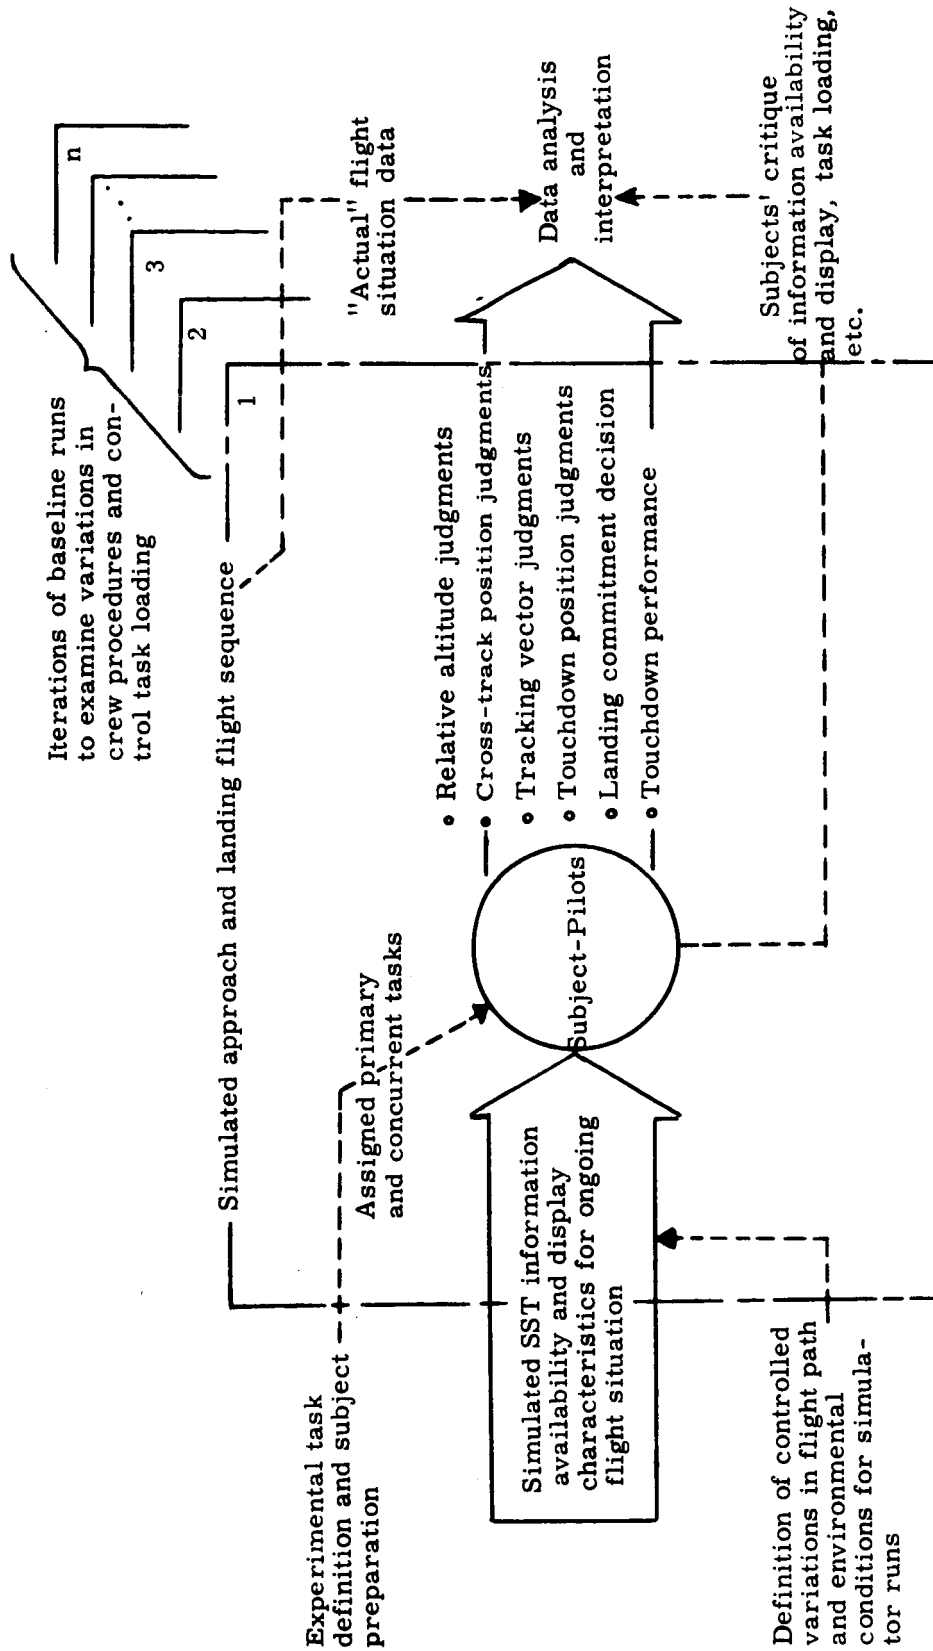 Iterations of baseline runs
to examine variations in
crew procedures and con-
trol task loading
n
.
.
.
3
2
1
Simulated approach and landing flight sequence
"Actual" flight
situation data
Experimental task
definition and subject
preparation
Assigned primary
and concurrent tasks
Simulated SST information
availability and display
characteristics for ongoing
flight situation
Subject-Pilots
• Relative altitude judgments
• Cross-track position judgments
• Tracking vector judgments
• Touchdown position judgments
• Landing commitment decision
• Touchdown performance
Data analysis
and
interpretation
Definition of controlled
variations in flight path
and environmental
conditions for simula-
tor runs
Subjects' critique
of information availability
and display, task loading,
etc.